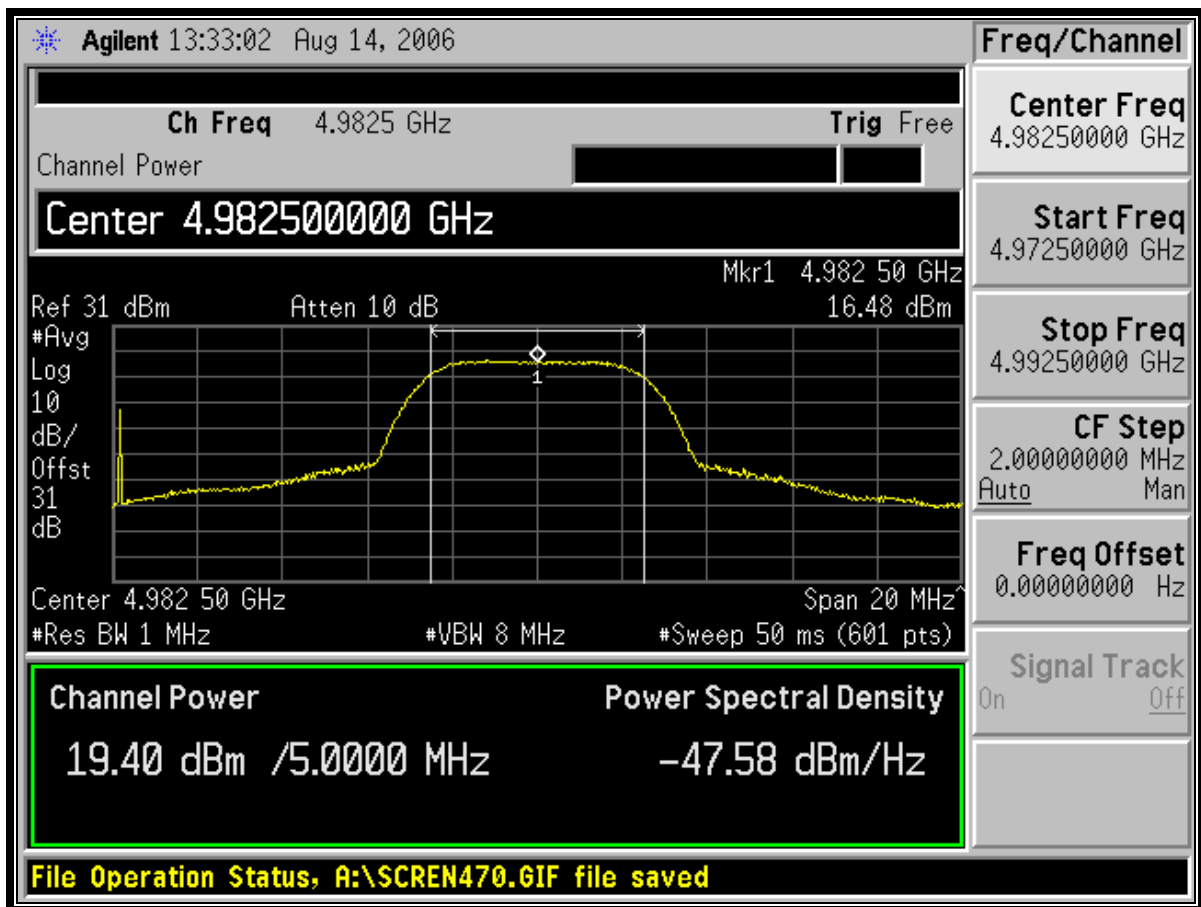 Agilent 13:33:02 Aug 14, 2006
Freq/Channel
Ch Freq 4.9825 GHz Trig Free
Channel Power
Center 4.982500000 GHz
Mkr1 4.982 50 GHz
Ref 31 dBm Atten 10 dB 16.48 dBm
#Avg
Log
10
dB/
Offst
31
dB
1
Center 4.982 50 GHz Span 20 MHz^
#Res BW 1 MHz #VBW 8 MHz #Sweep 50 ms (601 pts)
Channel Power Power Spectral Density
19.40 dBm /5.0000 MHz -47.58 dBm/Hz
File Operation Status, A:\SCREN470.GIF file saved
Center Freq
4.98250000 GHz
Start Freq
4.97250000 GHz
Stop Freq
4.99250000 GHz
CF Step
2.00000000 MHz
Auto Man
Freq Offset
0.00000000 Hz
Signal Track
On Off